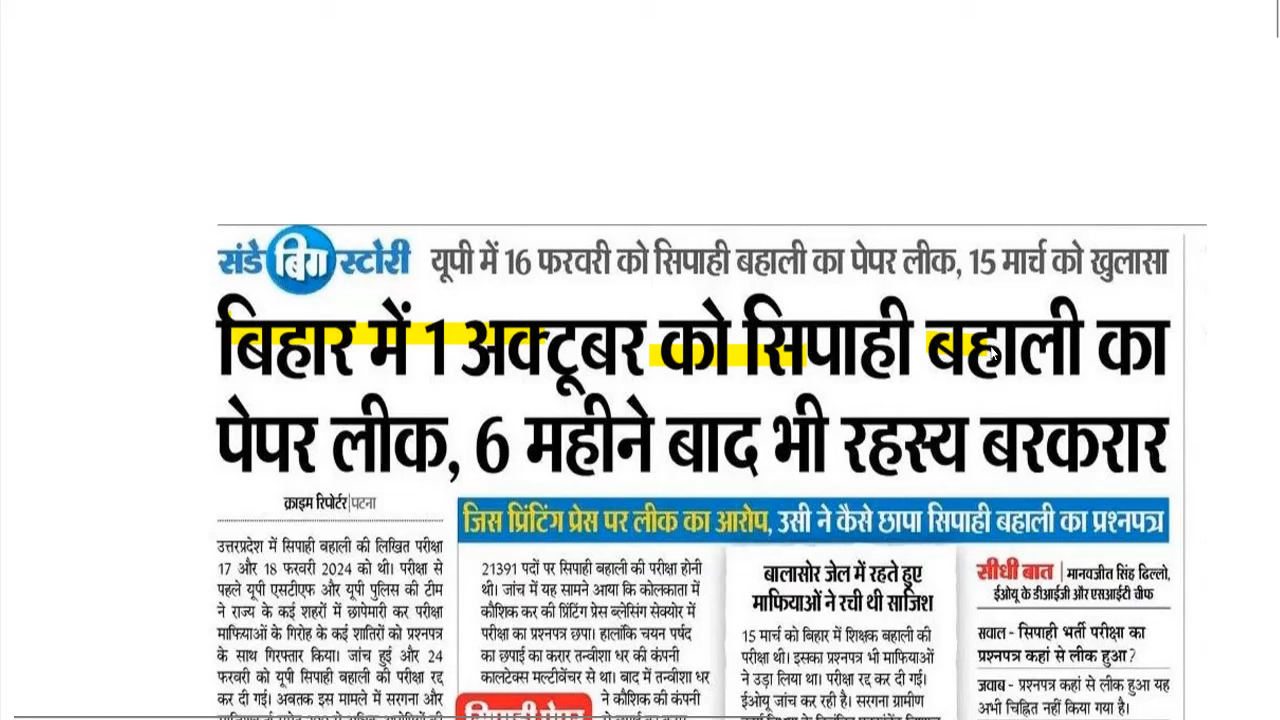 संडे बिग स्टोरी यूपी में 16 फरवरी को सिपाही बहाली का पेपर लीक, 15 मार्च को खुलासा
बिहार में 1 अक्टूबर को सिपाही बहाली का
पेपर लीक, 6 महीने बाद भी रहस्य बरकरार
क्राइम रिपोर्टर|पटना
उत्तरप्रदेश में सिपाही बहाली की लिखित परीक्षा
17 और 18 फरवरी 2024 को थी। परीक्षा से
पहले यूपी एसटीएफ और यूपी पुलिस की टीम
ने राज्य के कई शहरों में छापेमारी कर परीक्षा
माफियाओं के गिरोह के कई शातिरों को प्रश्नपत्र
के साथ गिरफ्तार किया। जांच हुई और 24
फरवरी को यूपी सिपाही बहाली की परीक्षा रद्द
कर दी गई। अबतक इस मामले में सरगना और
जिस प्रिंटिंग प्रेस पर लीक का आरोप, उसी ने कैसे छापा सिपाही बहाली का प्रश्नपत्र
21391 पदों पर सिपाही बहाली की परीक्षा होनी
थी। जांच में यह सामने आया कि कोलकाता में
कौशिक कर की प्रिंटिंग प्रेस ब्लेसिंग सेक्योर में
परीक्षा का प्रश्नपत्र छपा। हालांकि चयन पर्षद
का छपाई का करार तन्वीशा धर की कंपनी
कालटेक्स मल्टीवेंचर से था। बाद में तन्वीशा धर
ने कौशिक की कंपनी
बालासोर जेल में रहते हुए
माफियाओं ने रची थी साजिश
15 मार्च को बिहार में शिक्षक बहाली की
परीक्षा थी। इसका प्रश्नपत्र भी माफियाओं
ने उड़ा लिया था। परीक्षा रद्द कर दी गई।
ईओयू जांच कर रही है। सरगना ग्रामीण
सीधी बात | मानवजीत सिंह ढिल्लो,
ईओयू के डीआईजी और एसआईटी चीफ
सवाल - सिपाही भर्ती परीक्षा का
प्रश्नपत्र कहां से लीक हुआ?
जवाब - प्रश्नपत्र कहां से लीक हुआ यह
अभी चिह्नित नहीं किया गया है।